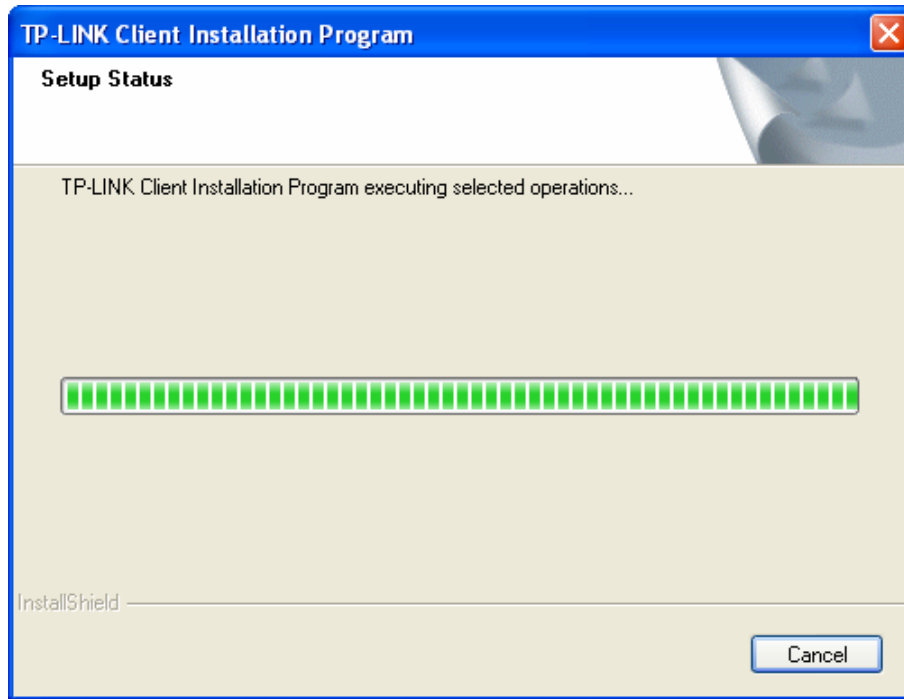 TP-LINK Client Installation Program
Setup Status
TP-LINK Client Installation Program executing selected operations...
InstallShield
Cancel